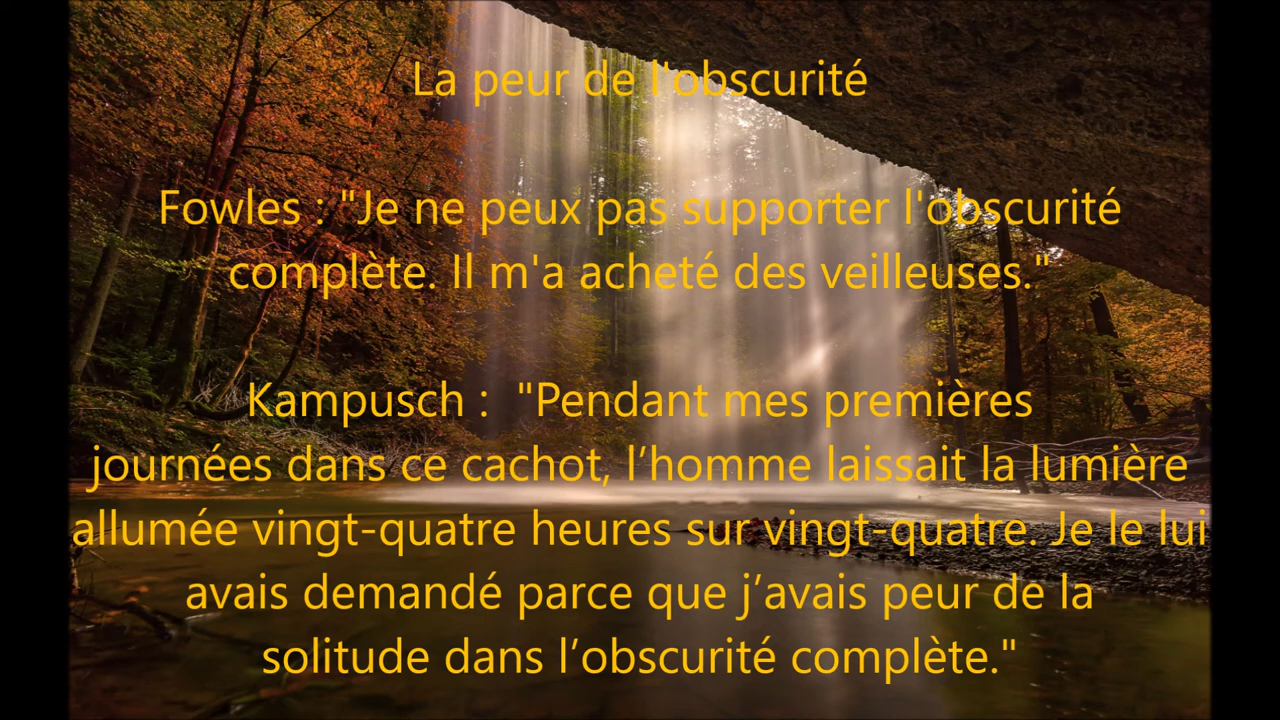 La peur de l'obscurité
Fowles : "Je ne peux pas supporter l'obscurité
complète. Il m'a acheté des veilleuses."
Kampusch :  "Pendant mes premières
journées dans ce cachot, l’homme laissait la lumière
allumée vingt-quatre heures sur vingt-quatre. Je le lui
avais demandé parce que j’avais peur de la
solitude dans l’obscurité complète."